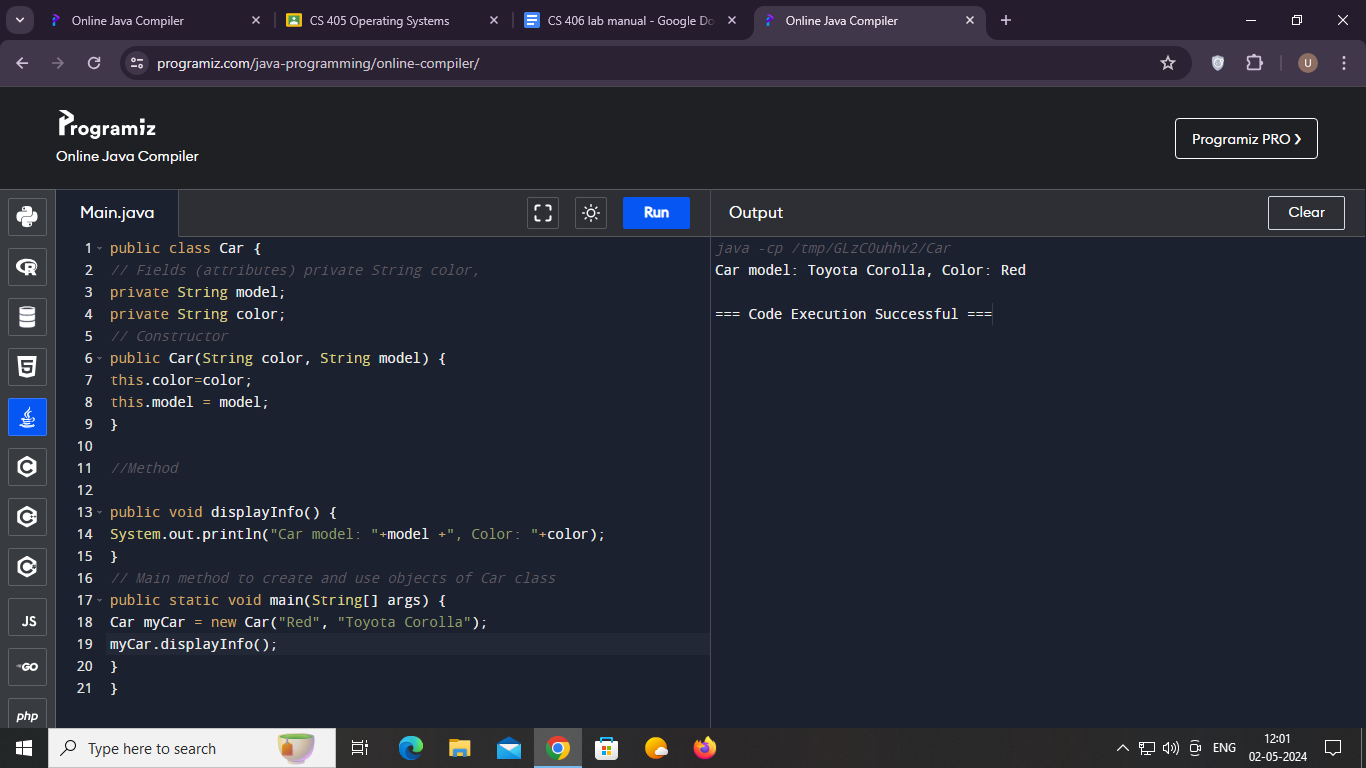 Online Java Compiler
CS 405 Operating Systems
CS 406 lab manual - Google Do
Online Java Compiler
programiz.com/java-programming/online-compiler/
U
Programiz
Online Java Compiler
Programiz PRO ❯
Main.java
Run
Output
Clear
1 public class Car {
2 // Fields (attributes) private String color,
3 private String model;
4 private String color;
5 // Constructor
6 public Car(String color, String model) {
7 this.color=color;
8 this.model = model;
9 }
10
11 //Method
12
13 public void displayInfo() {
14 System.out.println("Car model: "+model +", Color: "+color);
15 }
16 // Main method to create and use objects of Car class
17 public static void main(String[] args) {
18 Car myCar = new Car("Red", "Toyota Corolla");
19 myCar.displayInfo();
20 }
21 }
java -cp /tmp/GLzC0uhhv2/Car
Car model: Toyota Corolla, Color: Red
=== Code Execution Successful ===
JS
GO
php
Type here to search
ENG
12:01
02-05-2024